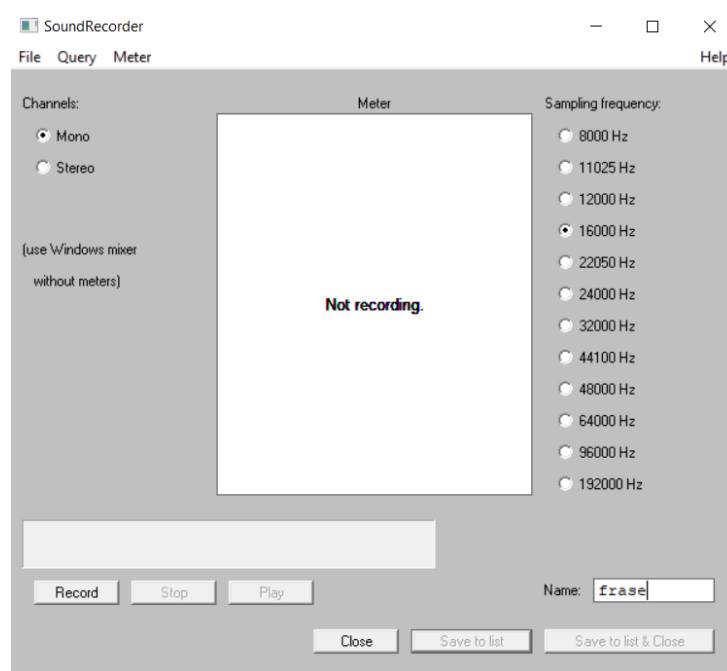 SoundRecorder
File Query Meter Help
Channels:
Mono
Stereo
(use Windows mixer
without meters)
Meter
Not recording.
Sampling frequency:
8000 Hz
11025 Hz
12000 Hz
16000 Hz
22050 Hz
24000 Hz
32000 Hz
44100 Hz
48000 Hz
64000 Hz
96000 Hz
192000 Hz
Record Stop Play
Name: frase
Close Save to list Save to list & Close